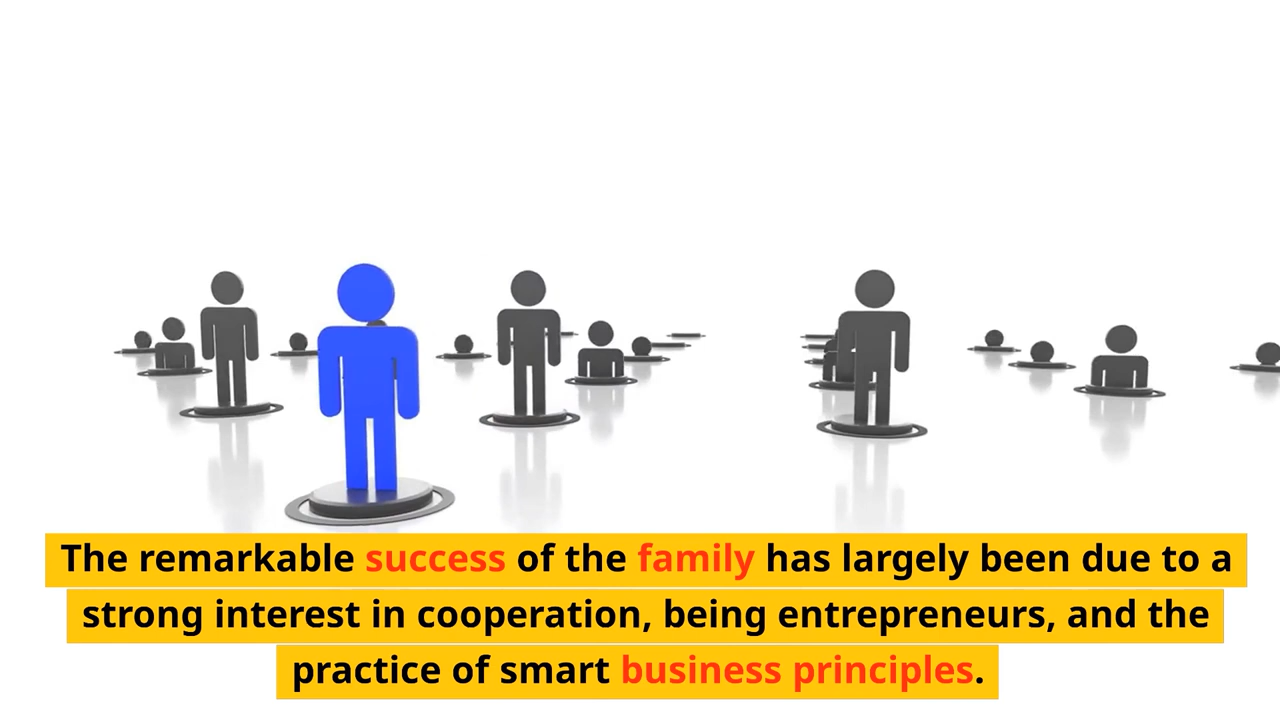 The remarkable success of the family has largely been due to a
strong interest in cooperation, being entrepreneurs, and the
practice of smart business principles.